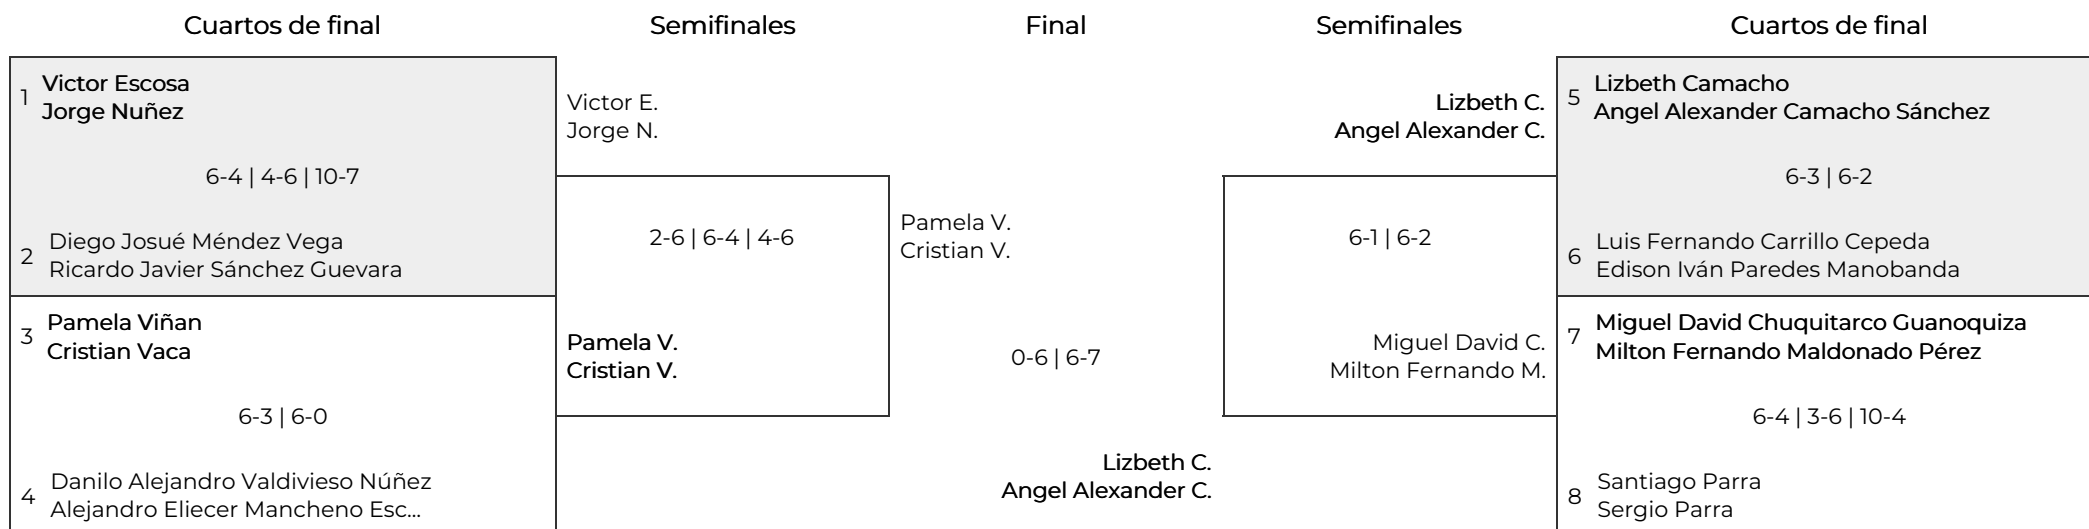 Cuartos de final
Semifinales
Final
Semifinales
Cuartos de final
1
Victor Escosa
Jorge Nuñez
6-4 | 4-6 | 10-7
2
Diego Josué Méndez Vega
Ricardo Javier Sánchez Guevara
3
Pamela Viñan
Cristian Vaca
6-3 | 6-0
4
Danilo Alejandro Valdivieso Núñez
Alejandro Eliecer Mancheno Esc...
Victor E.
Jorge N.
2-6 | 6-4 | 4-6
Pamela V.
Cristian V.
Pamela V.
Cristian V.
0-6 | 6-7
Lizbeth C.
Angel Alexander C.
Lizbeth C.
Angel Alexander C.
6-1 | 6-2
Miguel David C.
Milton Fernando M.
5
Lizbeth Camacho
Angel Alexander Camacho Sánchez
6-3 | 6-2
6
Luis Fernando Carrillo Cepeda
Edison Iván Paredes Manobanda
7
Miguel David Chuquitarco Guanoquiza
Milton Fernando Maldonado Pérez
6-4 | 3-6 | 10-4
8
Santiago Parra
Sergio Parra